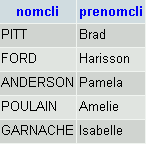 nomcli prenomcli
PITT Brad
FORD Harisson
ANDERSON Pamela
POULAIN Amelie
GARNACHE Isabelle